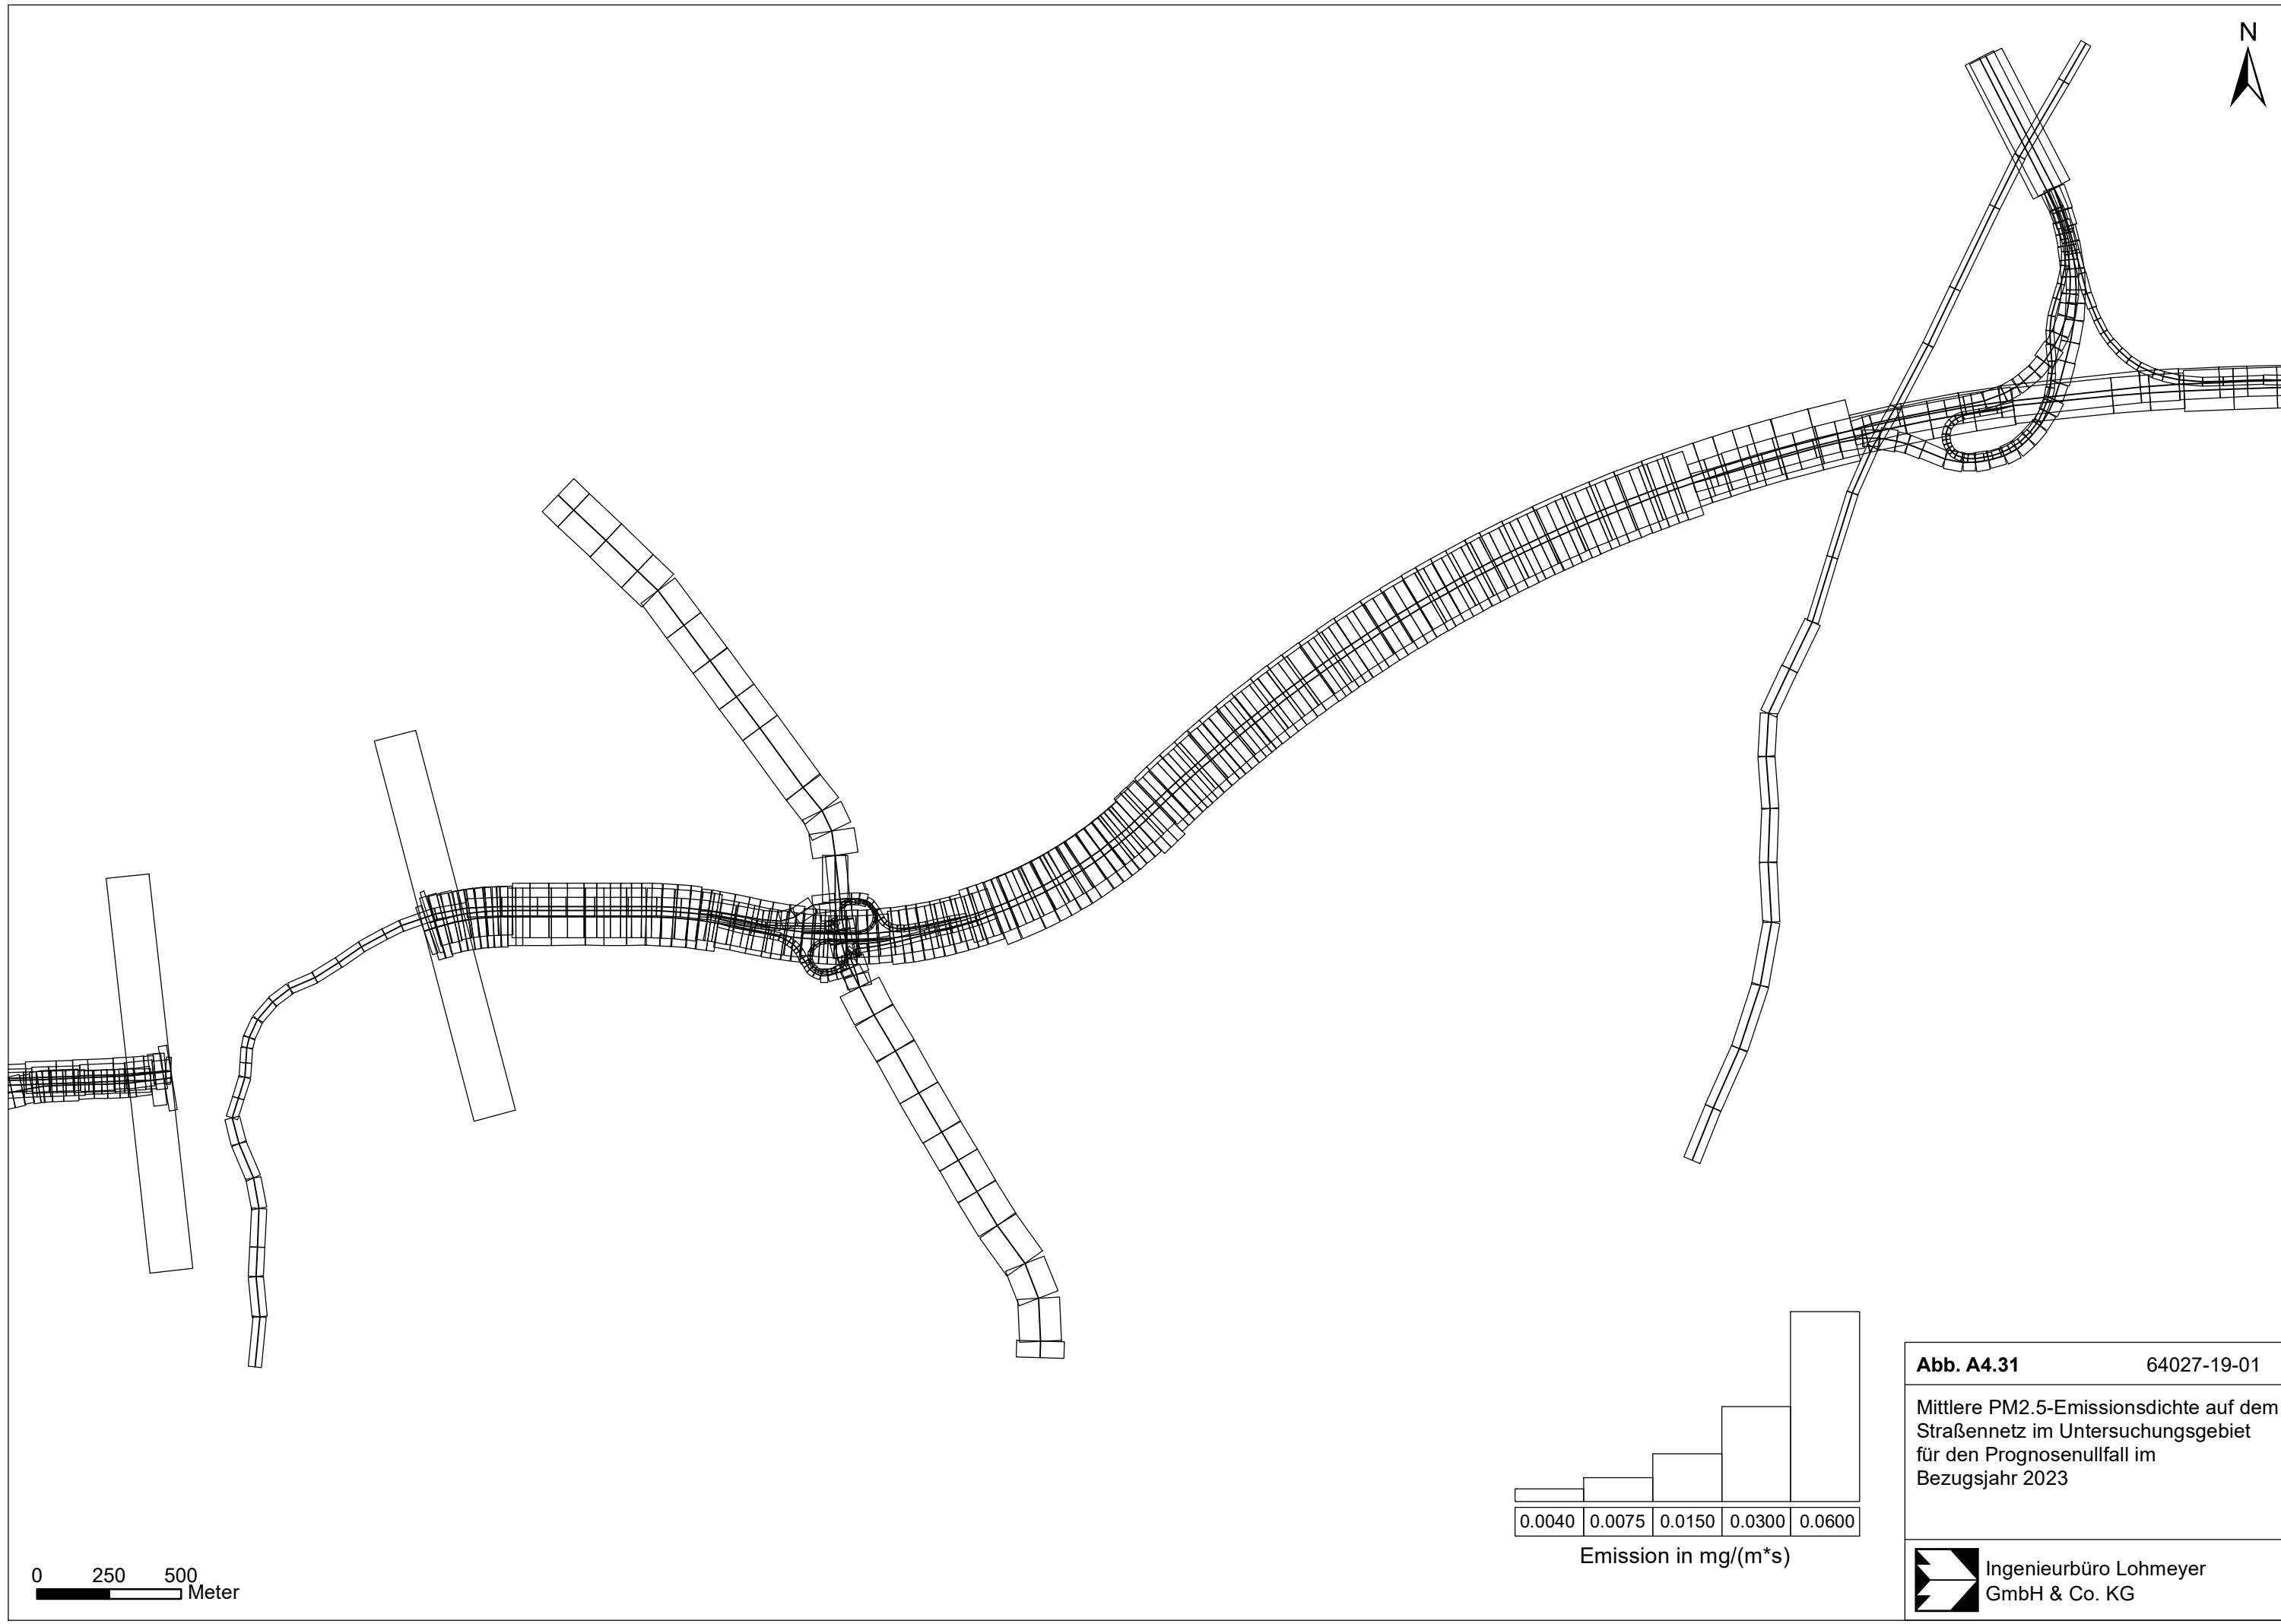 N
Abb. A4.31 64027-19-01
Mittlere PM2.5-Emissionsdichte auf dem
Straßennetz im Untersuchungsgebiet
für den Prognosenullfall im
Bezugsjahr 2023
0.0040 0.0075 0.0150 0.0300 0.0600
Emission in mg/(m*s)
0 250 500
Meter
Ingenieurbüro Lohmeyer
GmbH & Co. KG